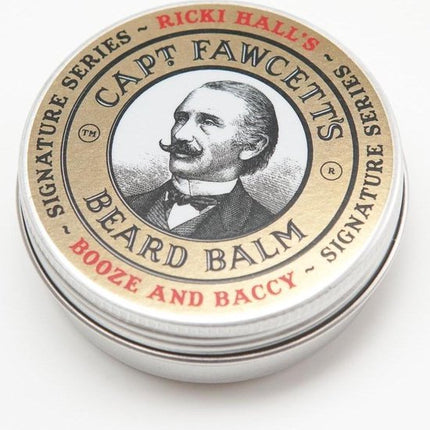 ~ RICKI HALL'S ~
SIGNATURE SERIES
SIGNATURE SERIES
CAPT. FAWCETT'S
TM
R
BEARD BALM
~ BOOZE AND BACCY ~